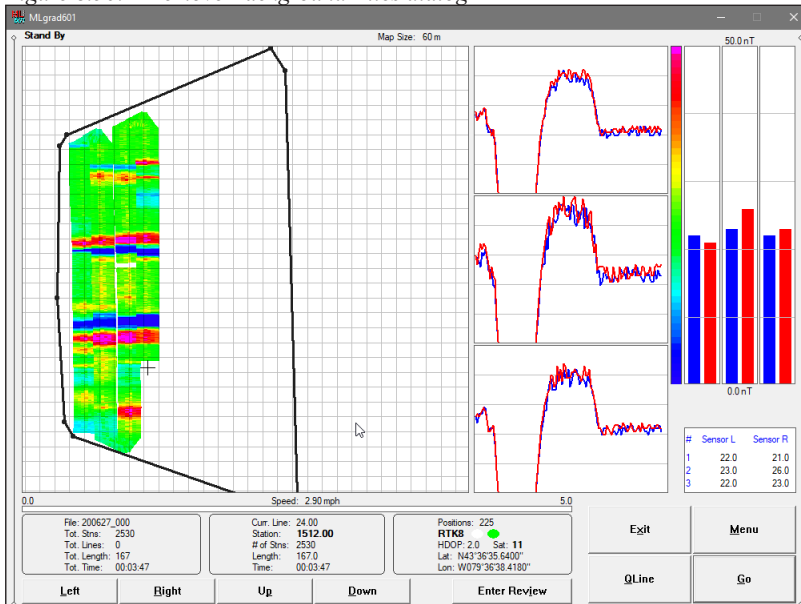 MLgrad601
Stand By
Map Size: 60 m
50.0 nT
0.0 nT
# Sensor L Sensor R
1 22.0 21.0
2 23.0 26.0
3 22.0 23.0
0.0 Speed: 2.90 mph 5.0
File: 200627_000
Tot. Stns: 2530
Tot. Lines: 0
Tot. Length: 167
Tot. Time: 00:03:47
Curr. Line: 24.00
Station: 1512.00
# of Stns: 2530
Length: 167.0
Time: 00:03:47
Positions: 225
RTK8
HDOP: 2.0 Sat: 11
Lat: N43°36'35.6400"
Lon: W079°36'38.4180"
Exit
Menu
QLine
Go
Left
Right
Up
Down
Enter Review